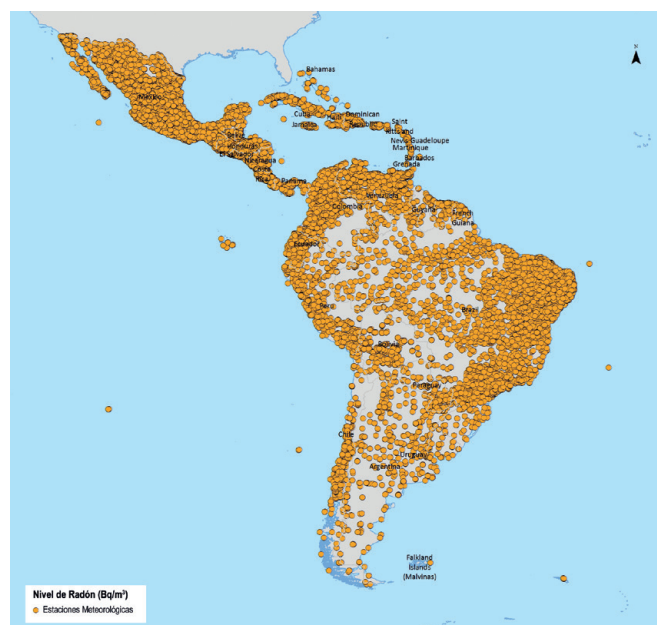 N
Bahamas
México
Cuba
Haiti
Dominican
Republic
Jamaica
Saint
Kitts and
Nevis Guadeloupe
Martinique
Belize
Honduras
El Salvador
Nicaragua
Barbados
Grenada
Costa
Rica
Panama
Venezuela
Guyana
Colombia
French
Guiana
Ecuador
Peru
Brazil
Bolivia
Paraguay
Chile
Uruguay
Argentina
Falkland
Islands
(Malvinas)
Nivel de Radón (Bq/m³)
Estaciones Meteorológicas